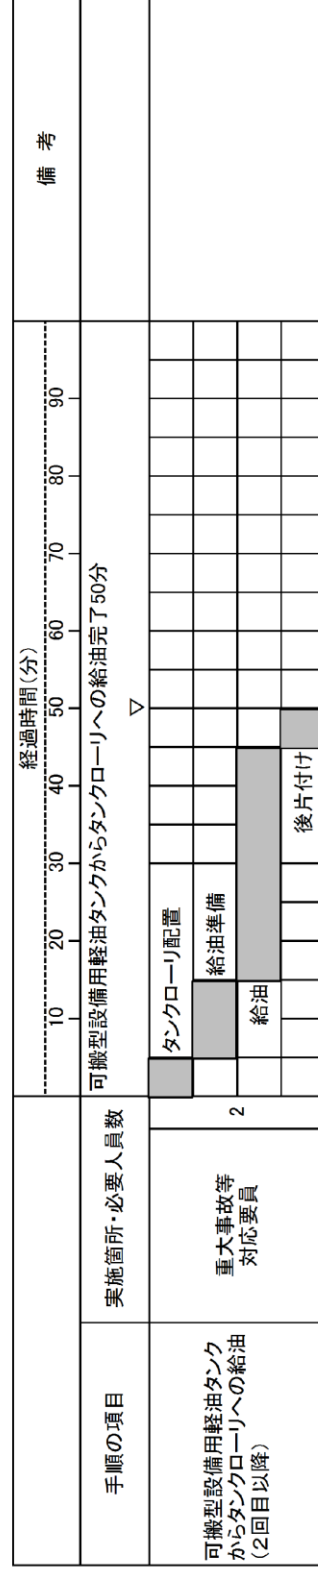 経過時間(分)
備 考
10 20 30 40 50 60 70 80 90
手順の項目
実施箇所・必要人員数
可搬型設備用軽油タンクからタンクローリへの給油完了50分
▽
可搬型設備用軽油タンク
からタンクローリへの給油
(2回目以降)
重大事故等
対応要員
2
タンクローリ配置
給油準備
給油
後片付け